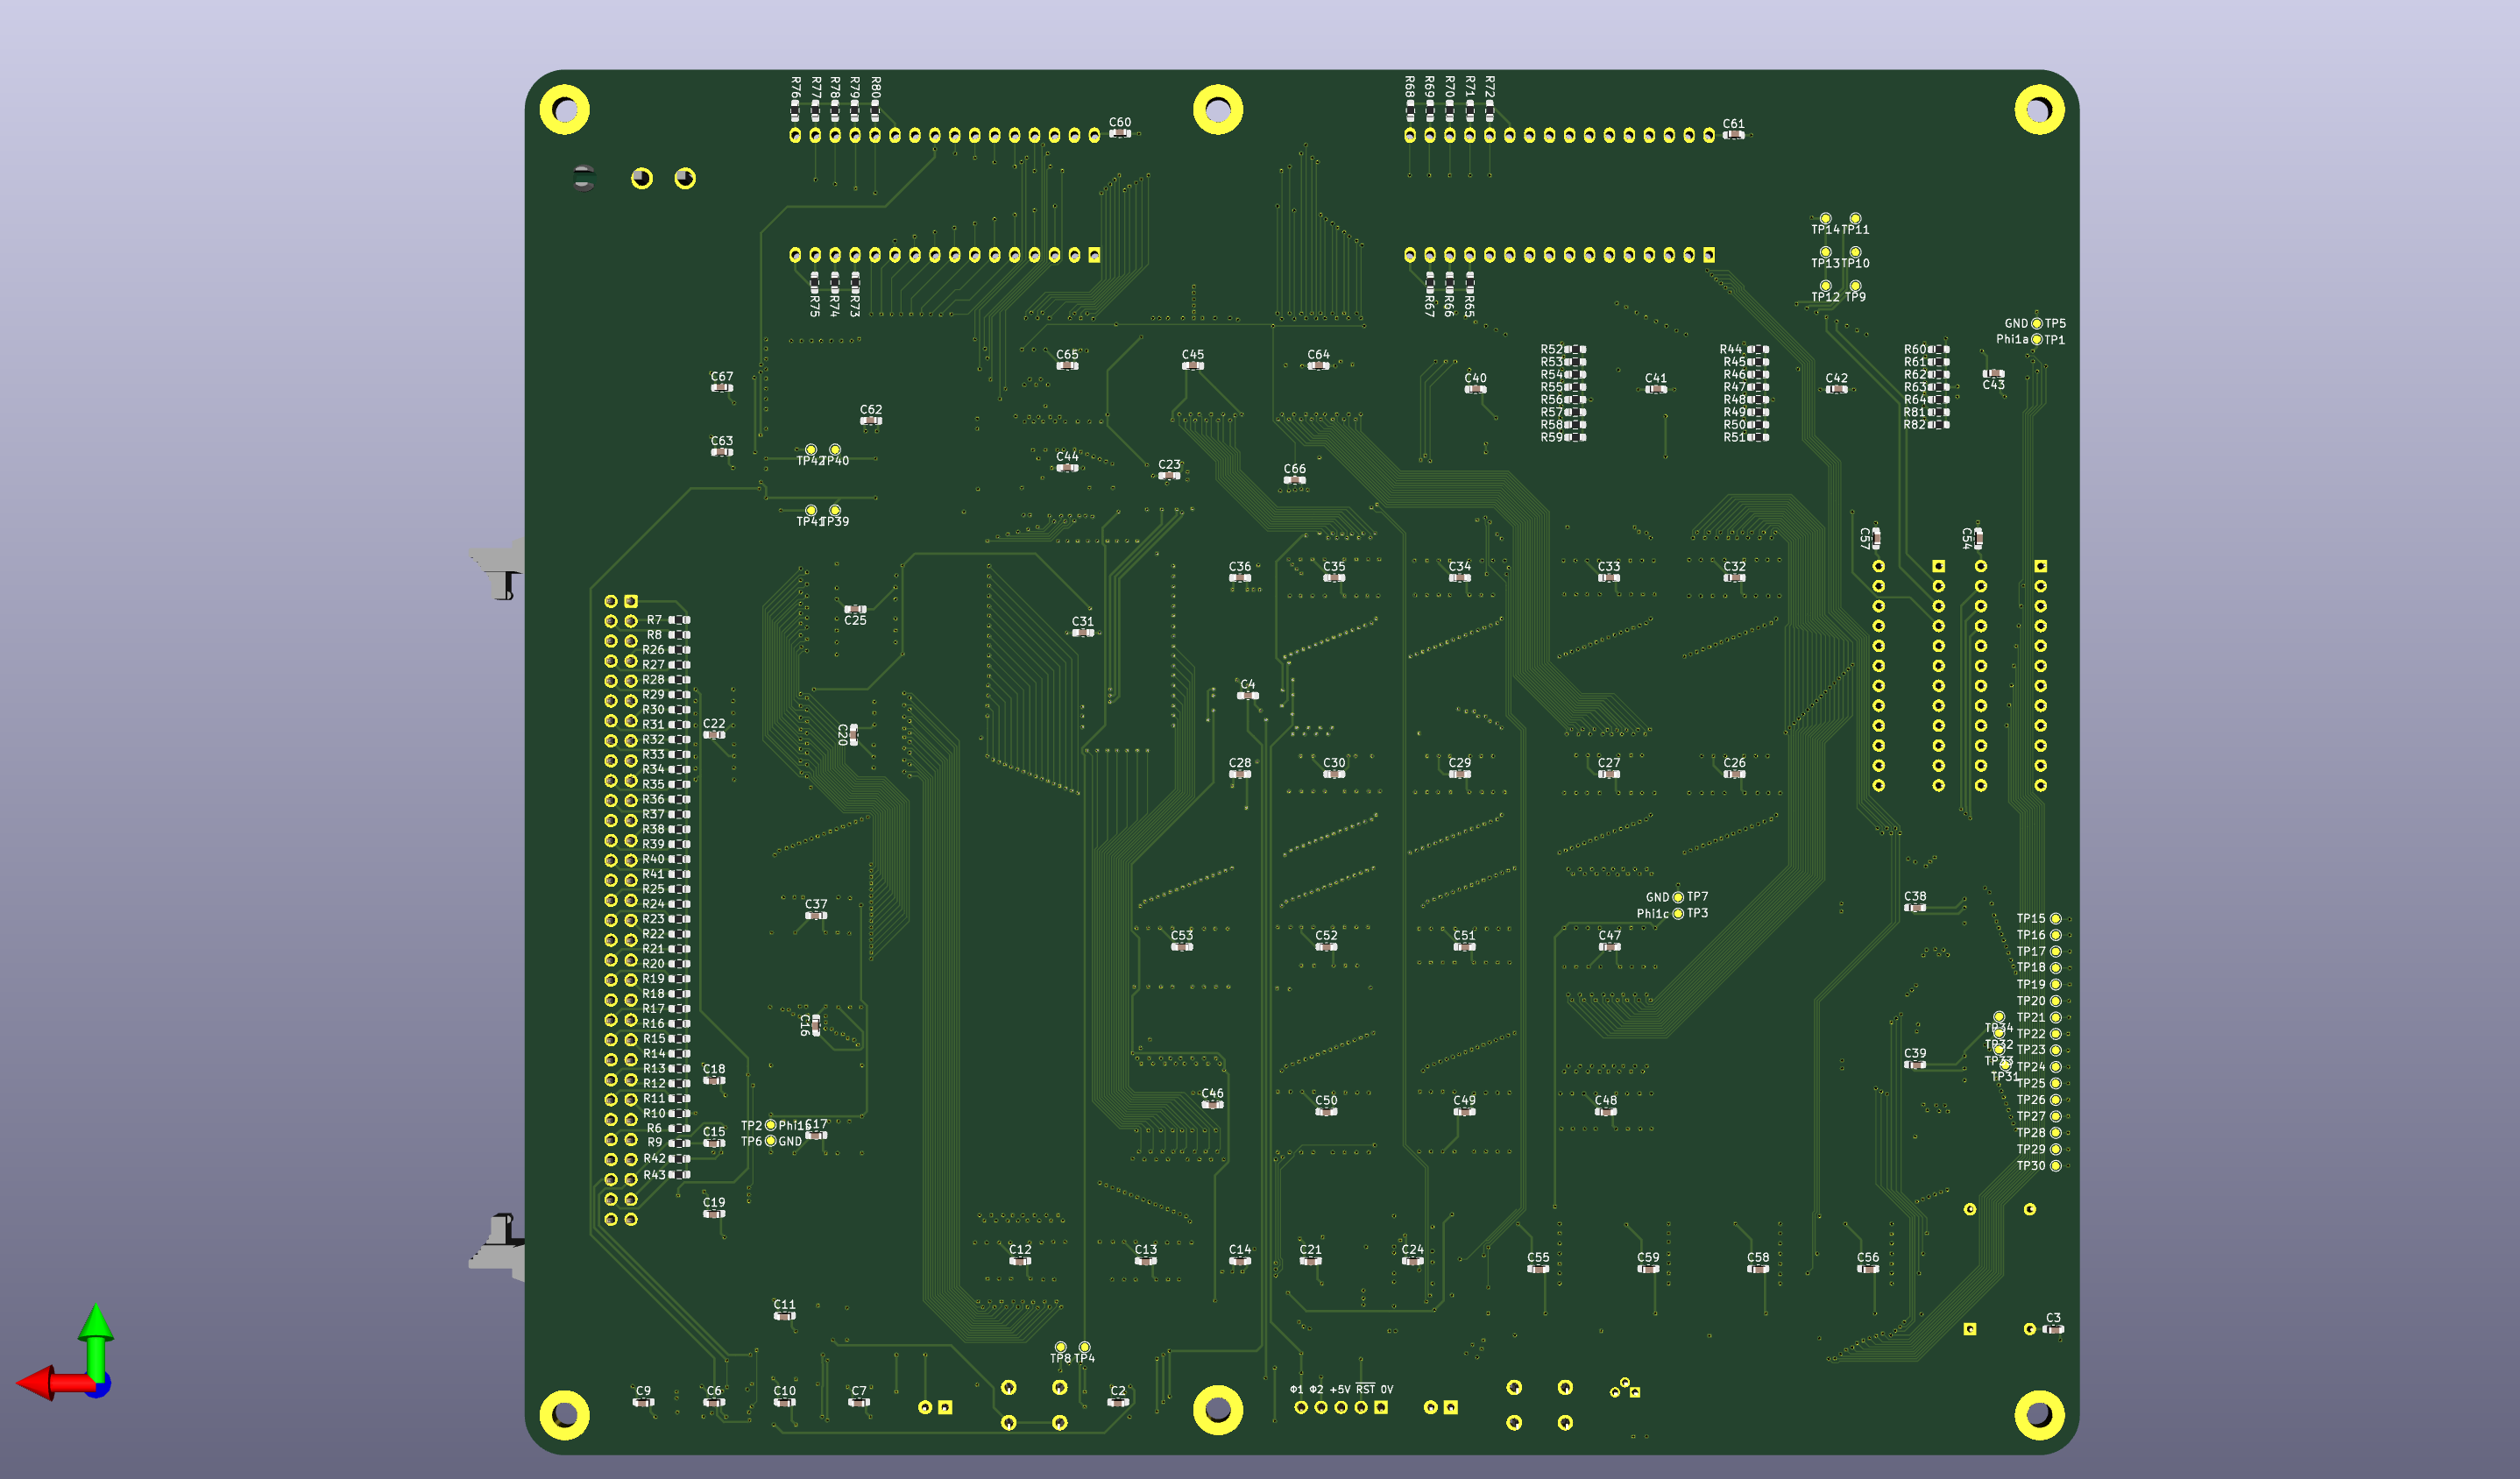 R76 R77 R78 R79 R80
R68 R69 R70 R71 R72
C60
C61
TP14 TP11
TP13 TP10
TP12 TP9
R75 R74 R73
R67 R66 R65
GND TP5
Phi1a TP1
C65 C45 C64
R52 R44 R60
R53 R45 R61
R54 R46 R62
R55 R47 R63
R56 R48 R64
R57 R49 R81
R58 R50 R82
R59 R51
C67
C40 C41 C42 C43
C62
C63
TP42 TP40
C44 C23 C66
TP41 TP39
C57 C54
C36 C35 C34 C33 C32
C25
C31
R7
R8
R26
R27
R28
R29
R30
R31
R32
R33
R34
R35
R36
R37
R38
R39
R40
R41
R25
R24
R23
R22
R21
R20
R19
R18
R17
R16
R15
R14
R13
R12
R11
R10
R6
R9
R42
R43
C4
C22
C20
C28 C30 C29 C27 C26
GND TP7
Phi1c TP3
C37
C38
C53 C52 C51 C47
TP15
TP16
TP17
TP18
TP19
TP20
TP21
TP22
TP23
TP24
TP25
TP26
TP27
TP28
TP29
TP30
TP34
TP32
TP33
TP31
C16
C39
C18
C46 C50 C49 C48
C15
TP2 C17
TP6 GND
C19
C12 C13 C14 C21 C24 C55 C59 C58 C56
C11
C3
TP8 TP4
C9 C6 C10 C7 C2
Φ1 Φ2 +5V RST 0V